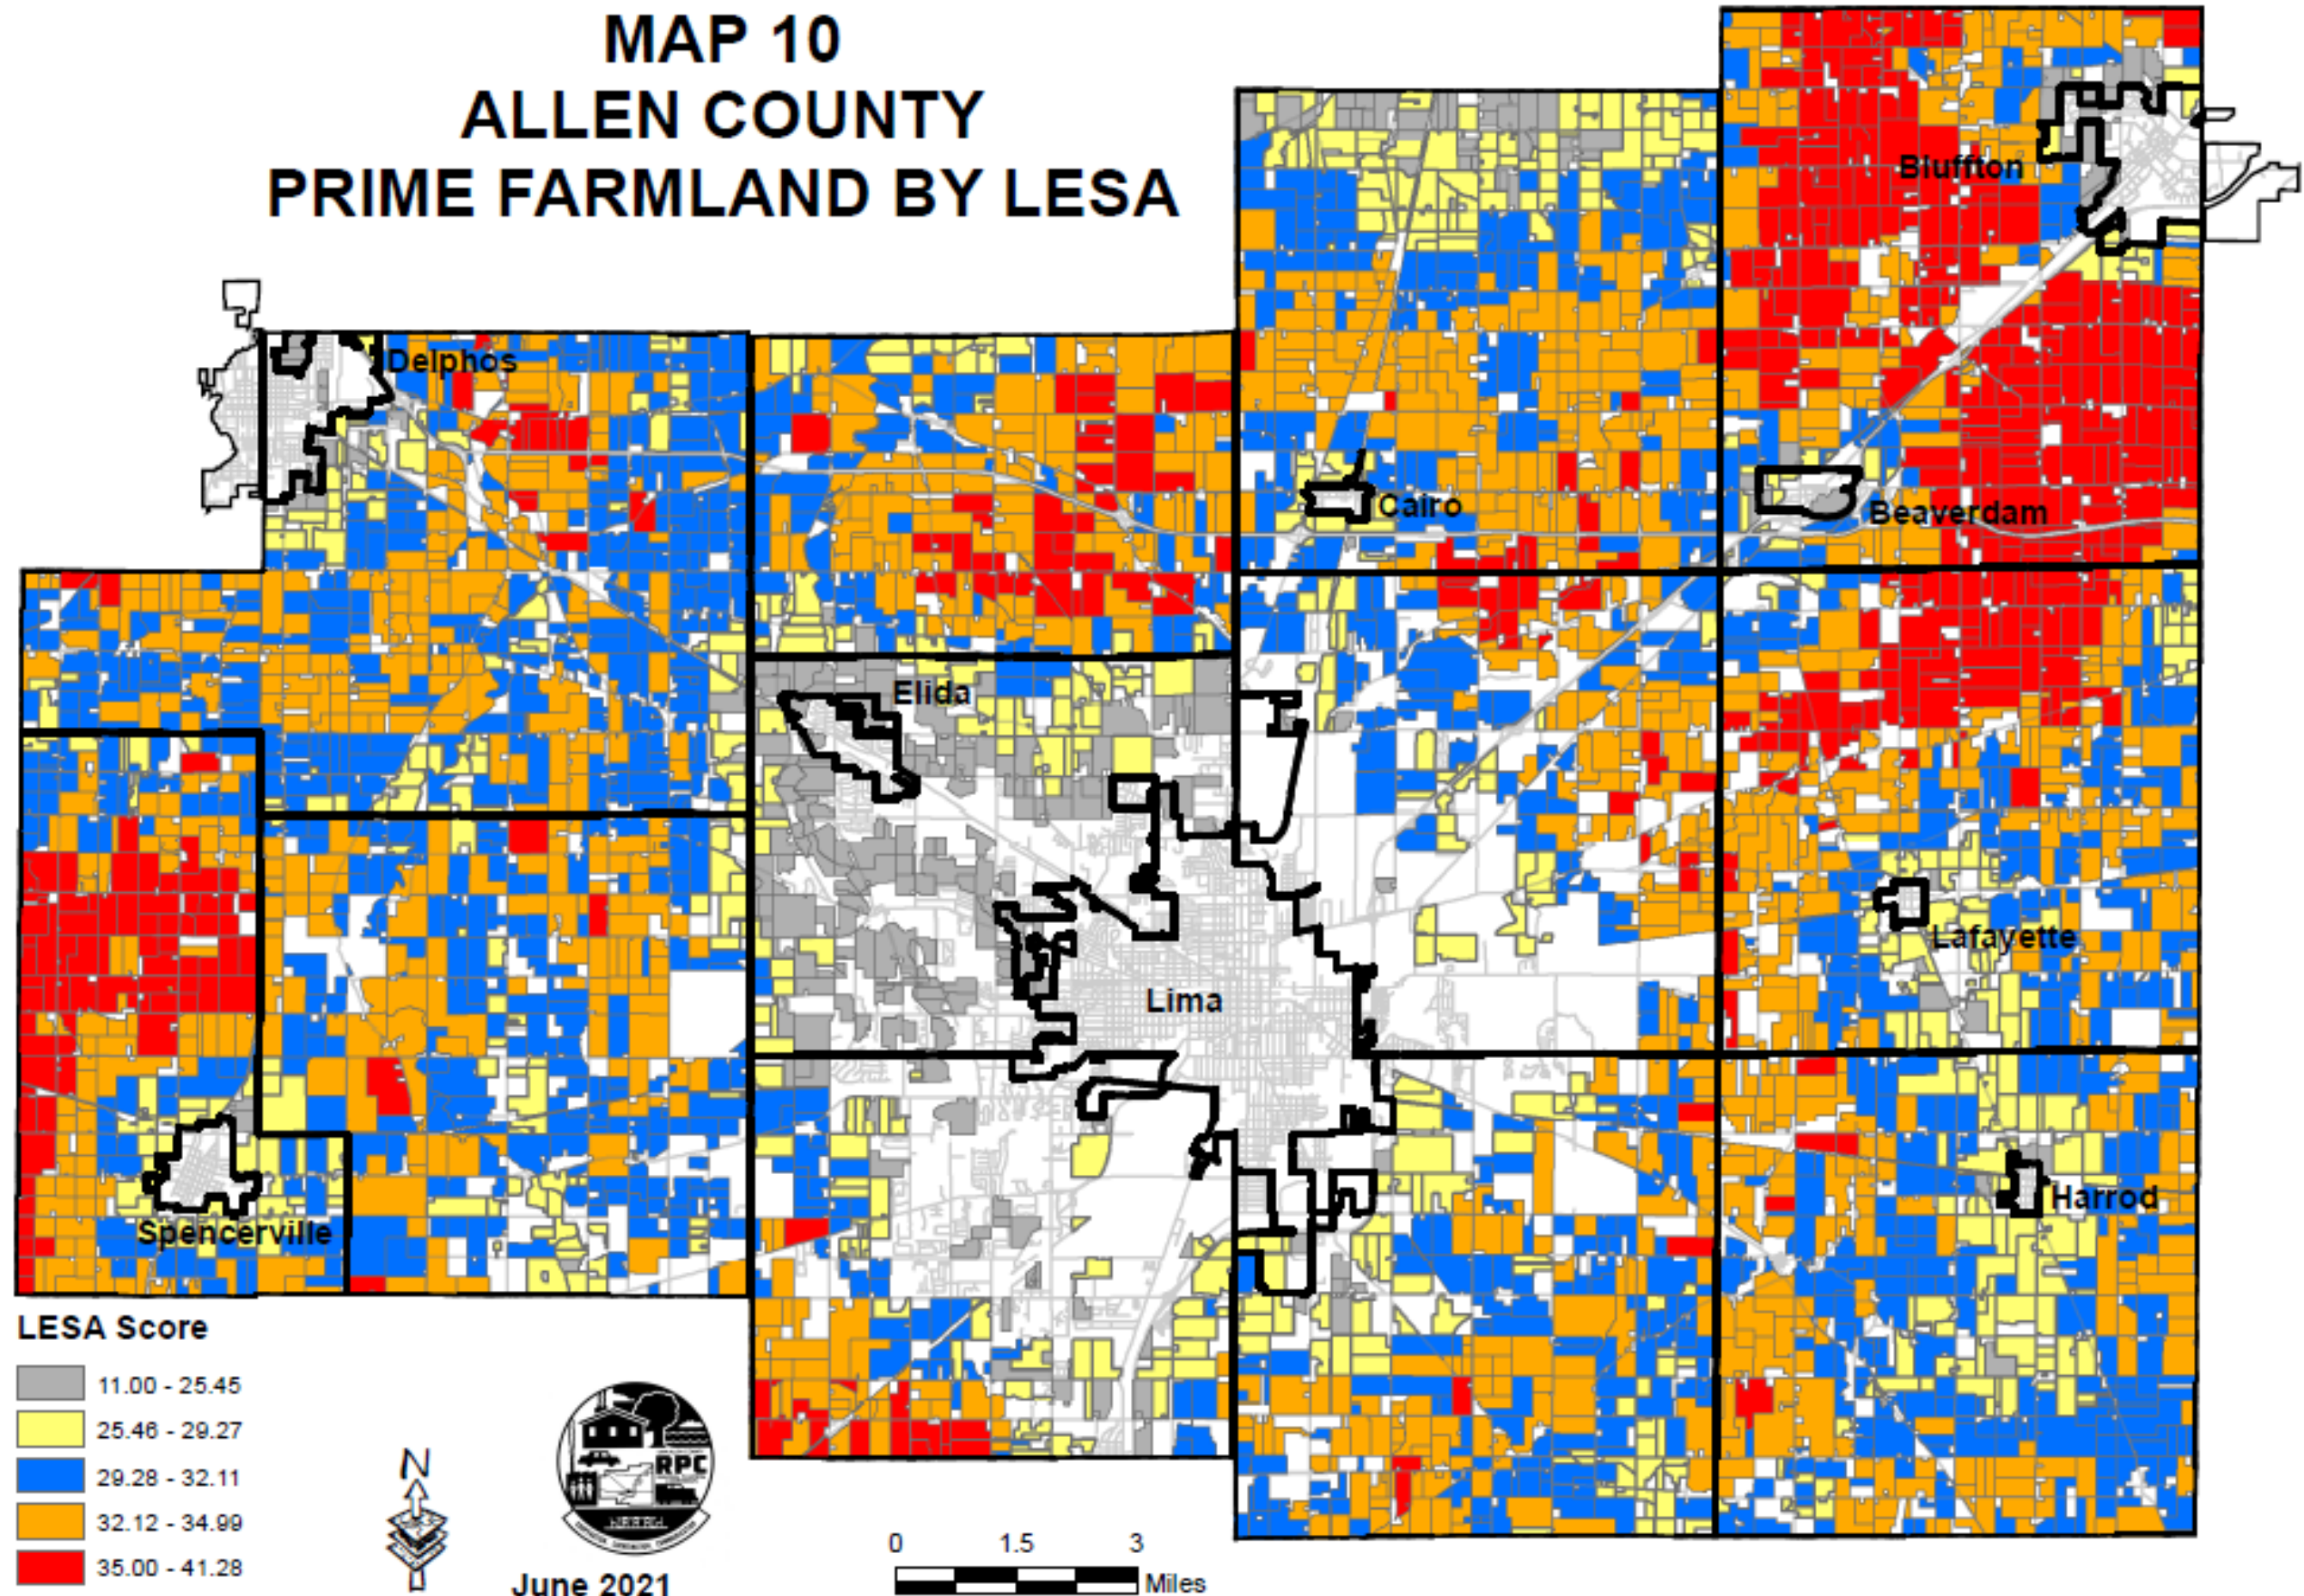 MAP 10
ALLEN COUNTY
PRIME FARMLAND BY LESA
Bluffton
Delphos
Cairo
Beaverdam
Elida
Lafayette
Lima
Harrod
Spencerville
LESA Score
11.00 - 25.45
25.46 - 29.27
29.28 - 32.11
32.12 - 34.99
35.00 - 41.28
N
RPC
June 2021
0 1.5 3
Miles